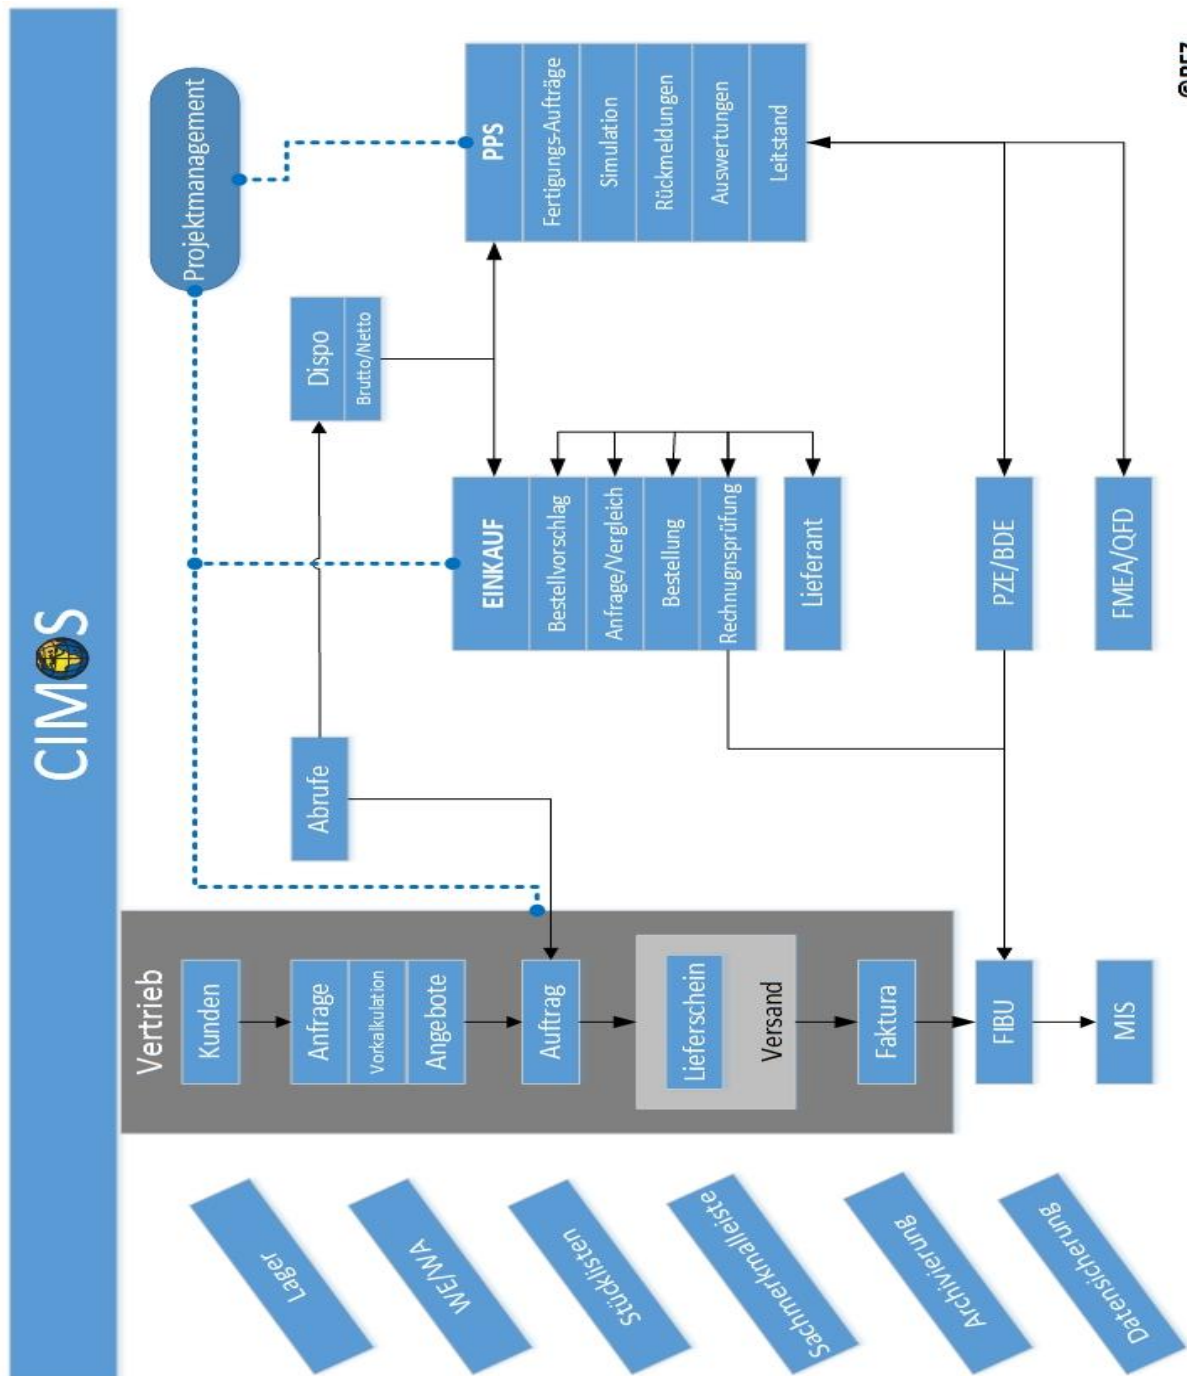 CIMOS
Projektmanagement
Vertrieb
Kunden
Anfrage
Vorkalkulation
Angebote
Auftrag
Lieferschein
Versand
Faktura
FIBU
MIS
Abrufe
Dispo
Brutto/Netto
EINKAUF
Bestellvorschlag
Anfrage/Vergleich
Bestellung
Rechnugnsprüfung
Lieferant
PZE/BDE
FMEA/QFD
PPS
Fertigungs-Aufträge
Simulation
Rückmeldungen
Auswertungen
Leitstand
Lager
WE/WA
Stücklisten
Sachmerkmalleiste
Archivierung
Datensicherung